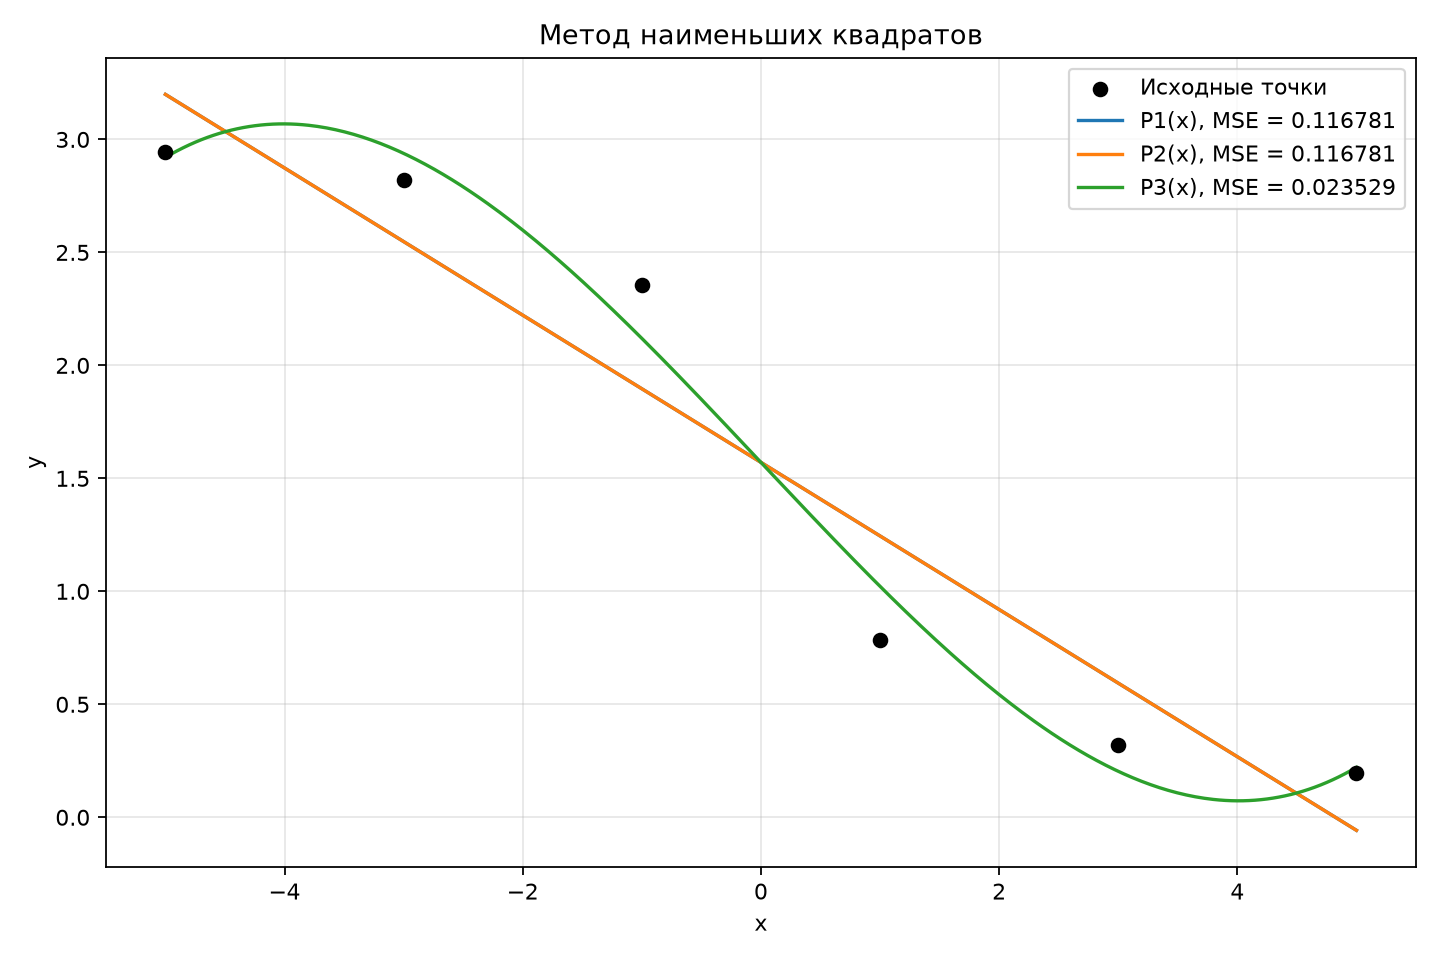 Метод наименьших квадратов
Исходные точки
P1(x), MSE = 0.116781
P2(x), MSE = 0.116781
P3(x), MSE = 0.023529
3.0
2.5
2.0
1.5
1.0
0.5
0.0
y
−4
−2
0
2
4
x